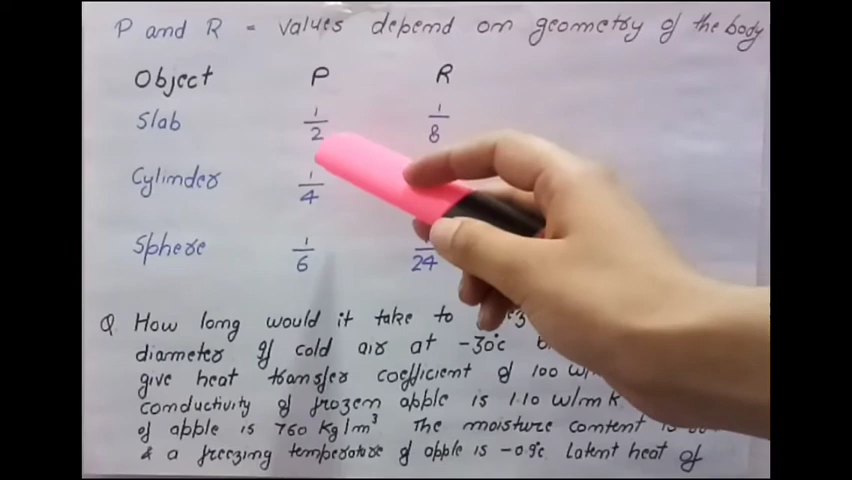 P and R = values depend on geometry of the body
Object P R
Slab 1/2 1/8
Cylinder 1/4
Sphere 1/6 1/24
Q How long would it take to
diameter of cold air at -30°c
give heat transfer coefficient of 100
conductivity of frozen apple is 1.10 w/m K
of apple is 760 Kg/m³ The moisture content is
& a freezing temperature of apple is -0.9°c Latent heat of